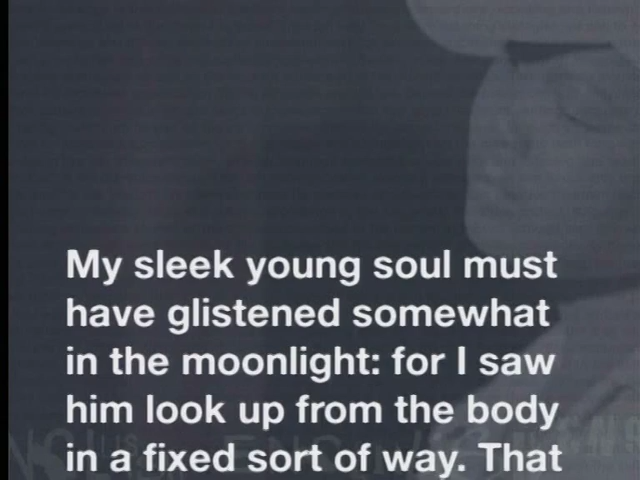 My sleek young soul must
have glistened somewhat
in the moonlight: for I saw
him look up from the body
in a fixed sort of way. That